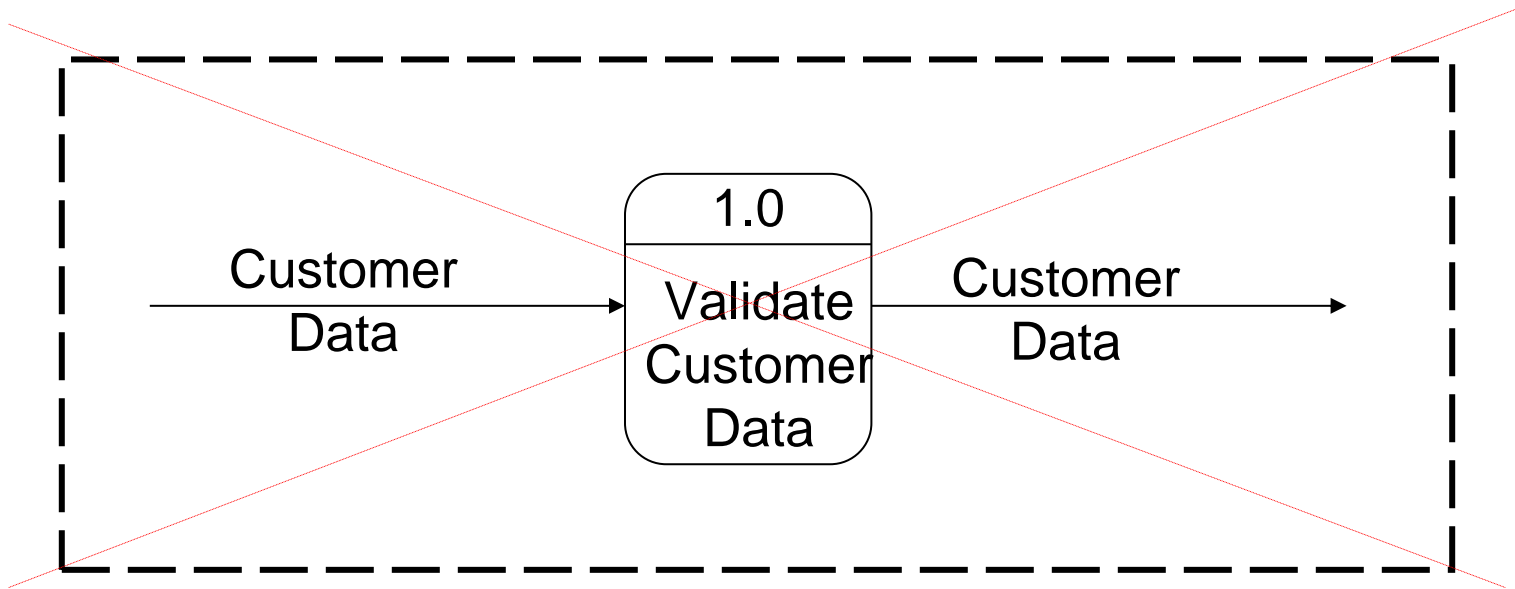 1.0
Customer
Data
Validate
Customer
Data
Customer
Data